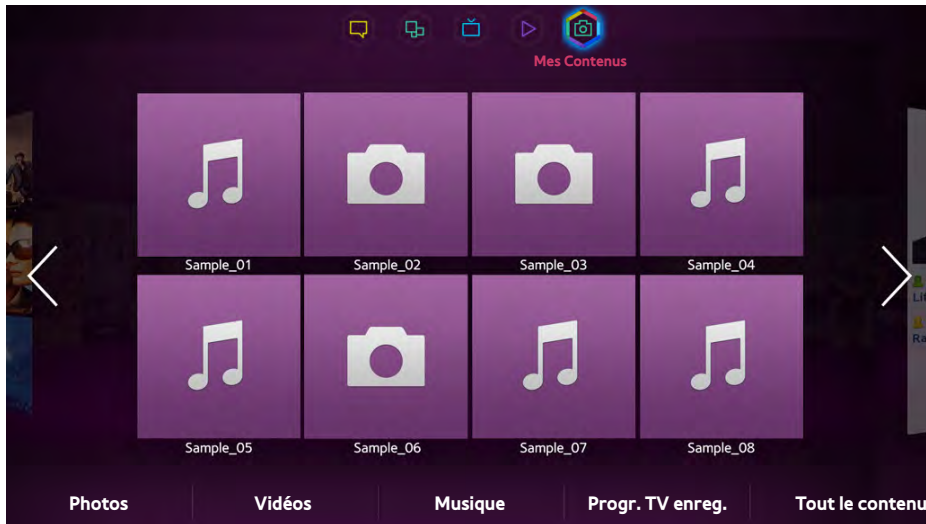 Mes Contenus
Sample_01 Sample_02 Sample_03 Sample_04
Sample_05 Sample_06 Sample_07 Sample_08
Photos Vidéos Musique Progr. TV enreg. Tout le contenu